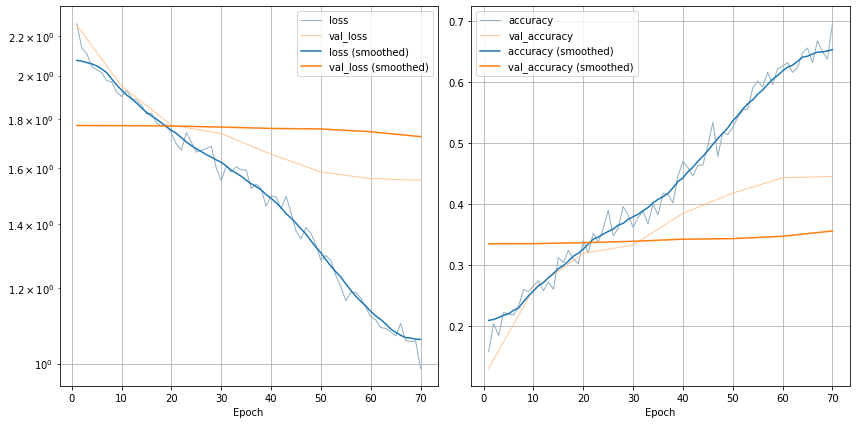 loss
val_loss
loss (smoothed)
val_loss (smoothed)
2.2 × 10⁰
2 × 10⁰
1.8 × 10⁰
1.6 × 10⁰
1.4 × 10⁰
1.2 × 10⁰
10⁰
0 10 20 30 40 50 60 70
Epoch
accuracy
val_accuracy
accuracy (smoothed)
val_accuracy (smoothed)
0.7
0.6
0.5
0.4
0.3
0.2
0 10 20 30 40 50 60 70
Epoch